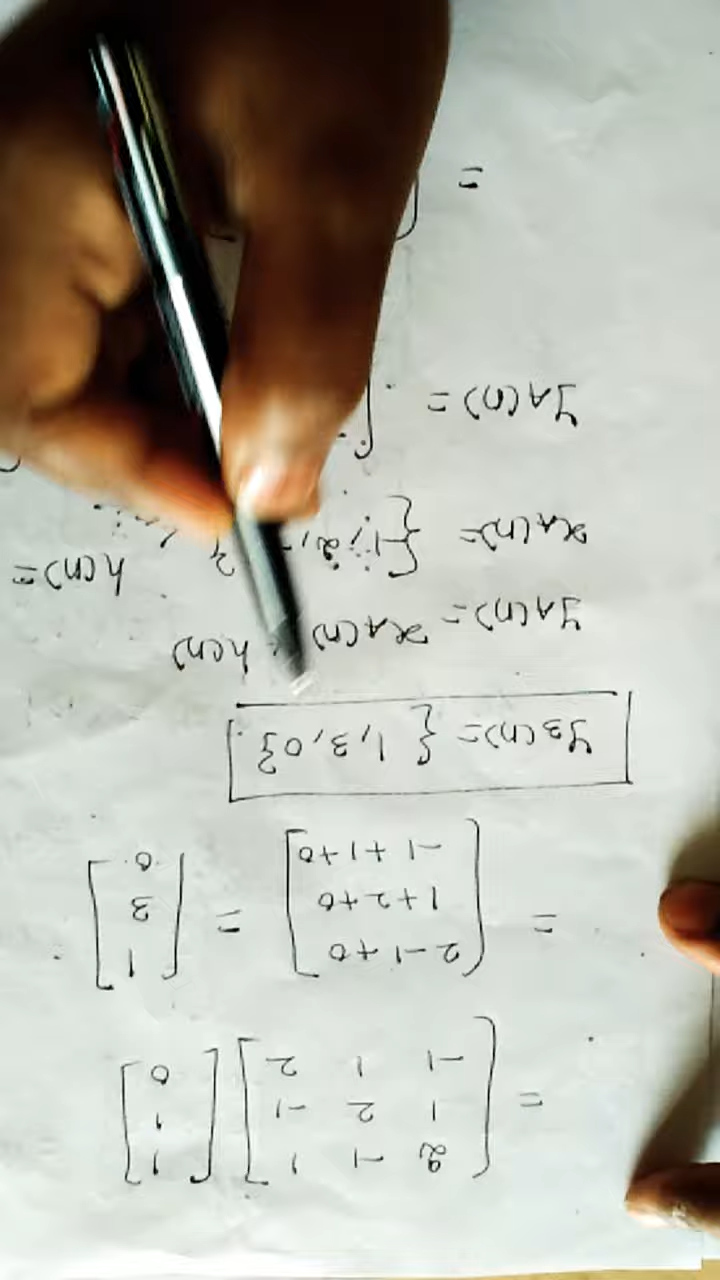 = [2 -1 1] [1]
[1 2 -1] [1]
[-1 1 2] [0]
= [2-1+0] = [1]
[1+2+0] [3]
[-1+1+0] [0]
y3(n) = { 1, 3, 0}
y4(n) = x4(n) h(n)
x4(n) = {-1, 2, h(n) =
y4(n) =
=